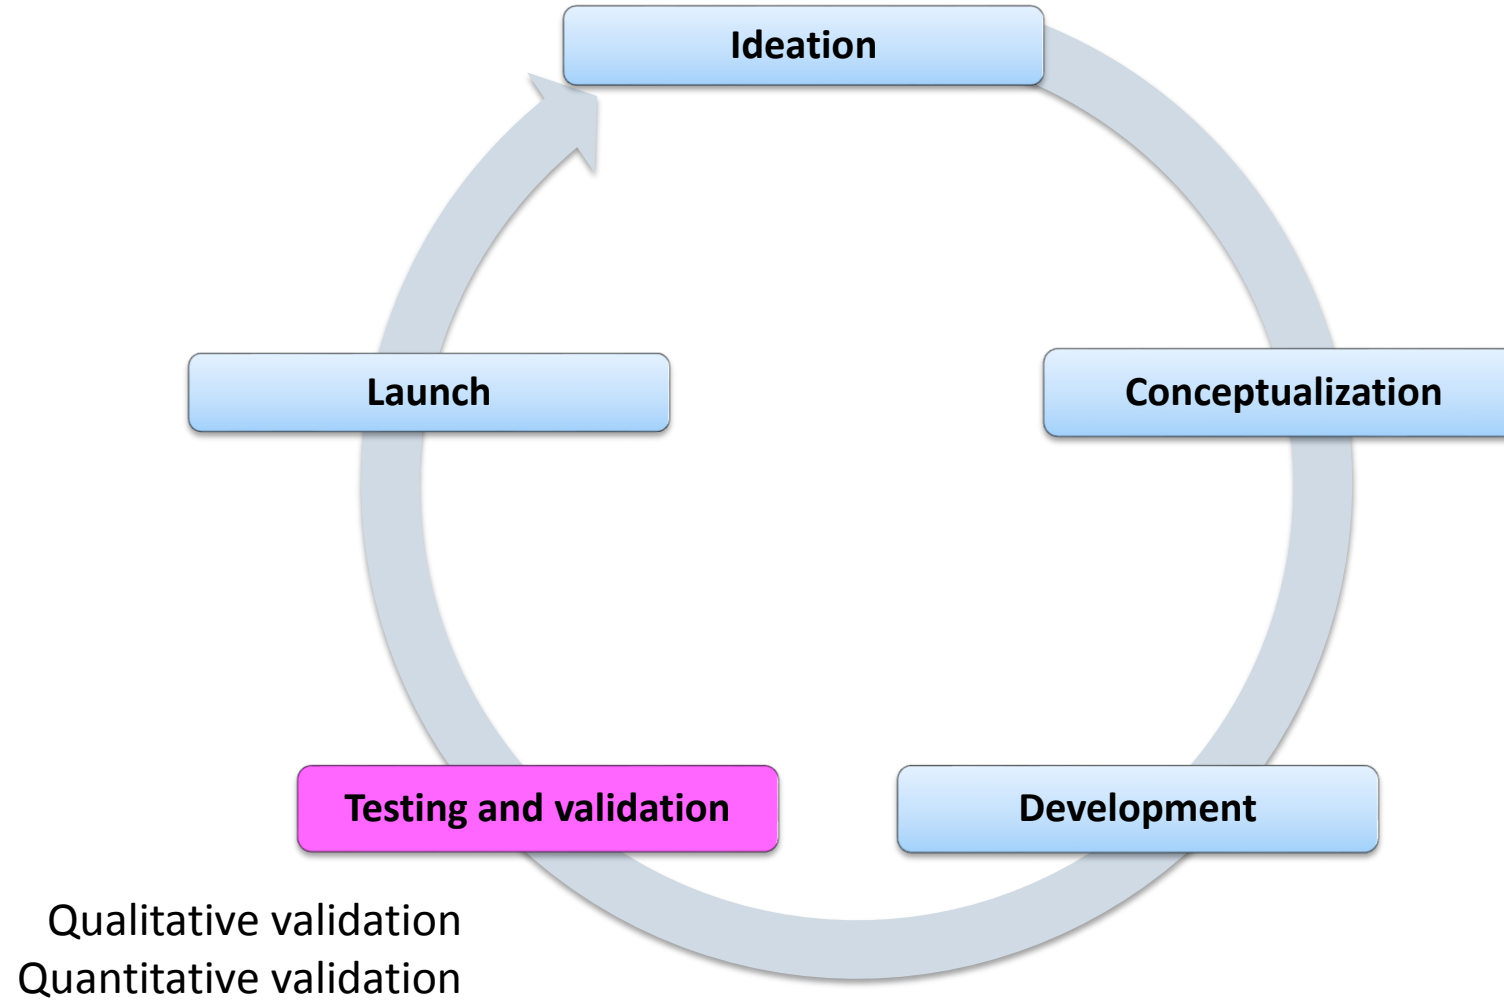 Ideation
Launch
Conceptualization
Testing and validation
Development
Qualitative validation
Quantitative validation